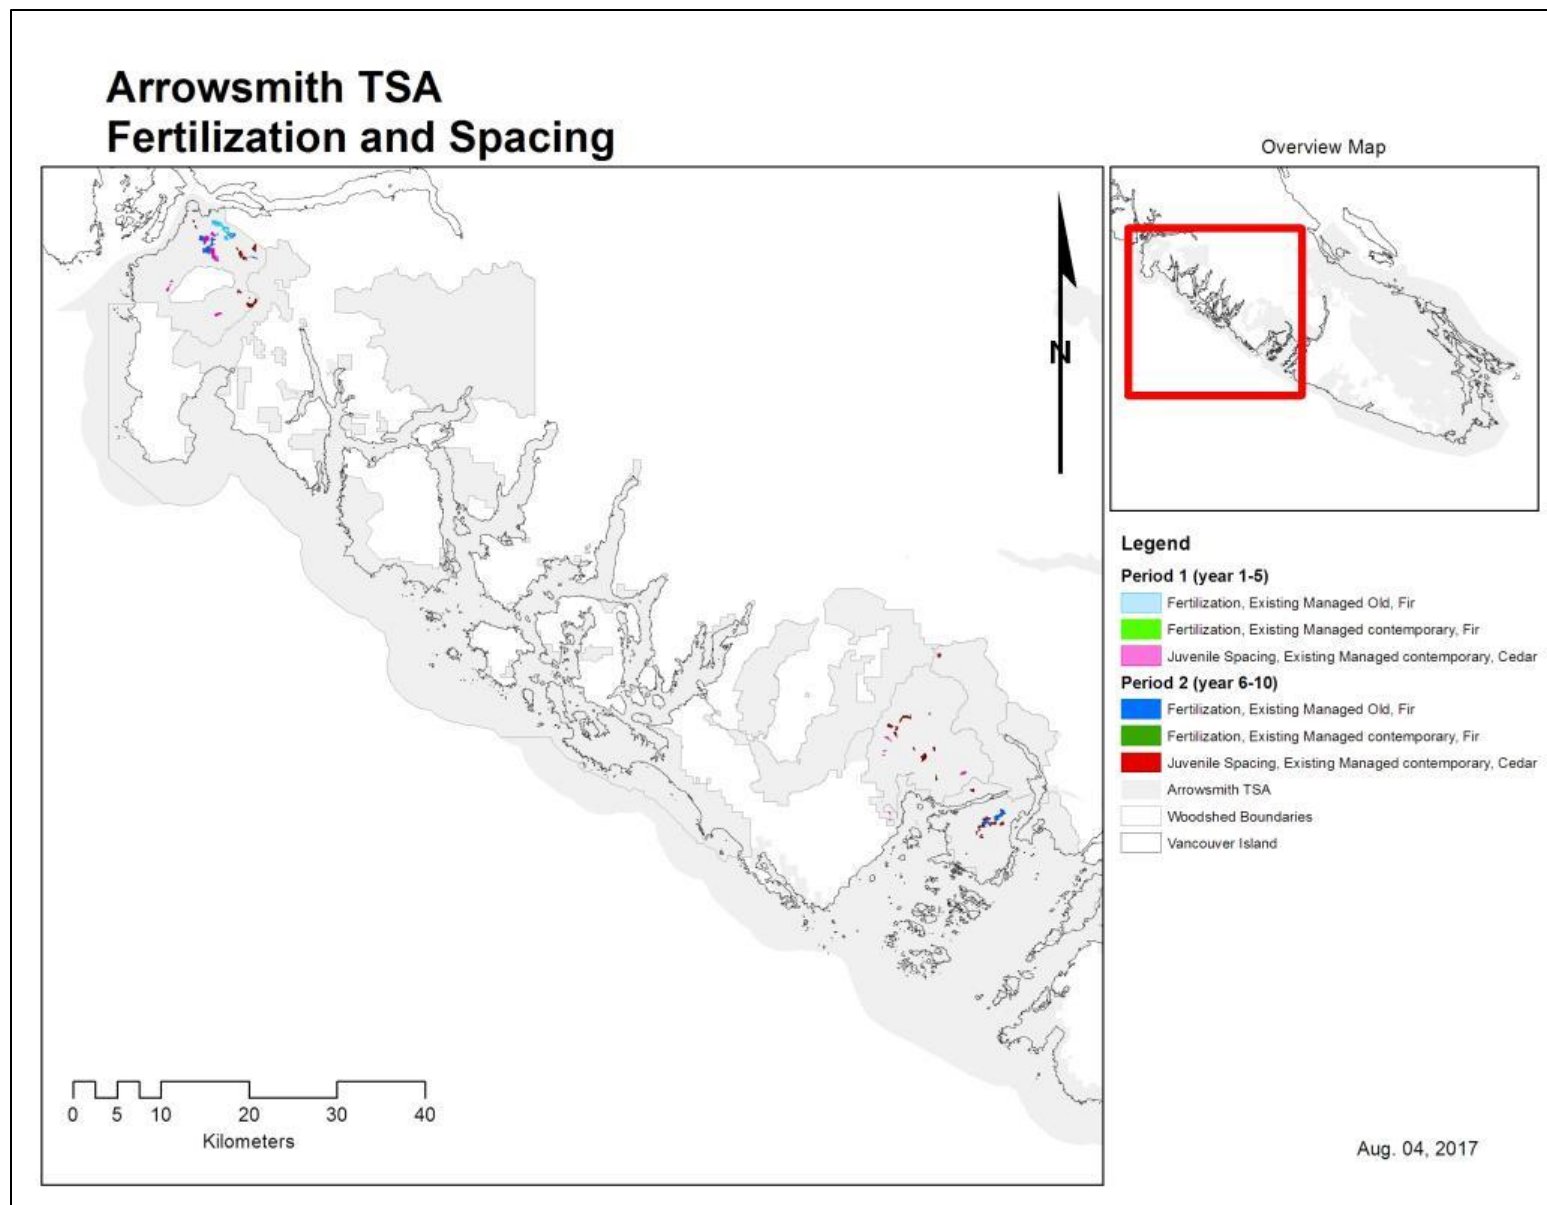 Arrowsmith TSA
Fertilization and Spacing
Overview Map
N
Legend
Period 1 (year 1-5)
Fertilization, Existing Managed Old, Fir
Fertilization, Existing Managed contemporary, Fir
Juvenile Spacing, Existing Managed contemporary, Cedar
Period 2 (year 6-10)
Fertilization, Existing Managed Old, Fir
Fertilization, Existing Managed contemporary, Fir
Juvenile Spacing, Existing Managed contemporary, Cedar
Arrowsmith TSA
Woodshed Boundaries
Vancouver Island
0 5 10 20 30 40
Kilometers
Aug. 04, 2017